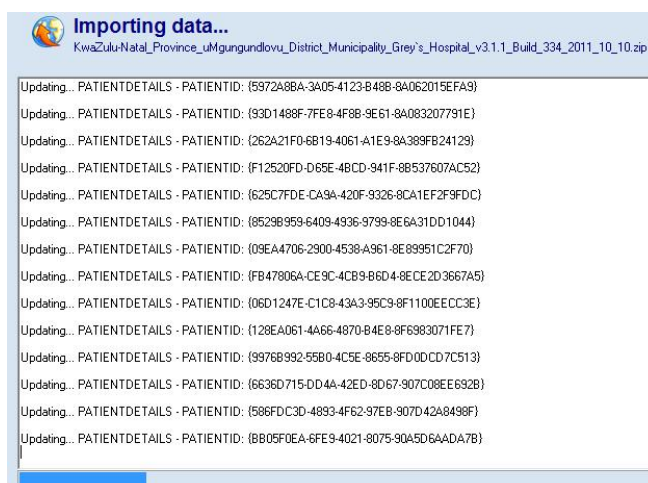 Importing data...
KwaZulu-Natal_Province_uMgungundlovu_District_Municipality_Grey`s_Hospital_v3.1.1_Build_334_2011_10_10.zip
Updating... PATIENTDETAILS - PATIENTID: {5972A8BA-3A05-4123-B48B-8A062015EFA9}
Updating... PATIENTDETAILS - PATIENTID: {93D1488F-7FE8-4F8B-9E61-8A083207791E}
Updating... PATIENTDETAILS - PATIENTID: {262A21F0-6B19-4061-A1E9-8A389FB24129}
Updating... PATIENTDETAILS - PATIENTID: {F12520FD-D65E-4BCD-941F-8B537607AC52}
Updating... PATIENTDETAILS - PATIENTID: {625C7FDE-CA9A-420F-9326-8CA1EF2F9FDC}
Updating... PATIENTDETAILS - PATIENTID: {8529B959-6409-4936-9799-8E6A31DD1044}
Updating... PATIENTDETAILS - PATIENTID: {09EA4706-2900-4538-A961-8E89951C2F70}
Updating... PATIENTDETAILS - PATIENTID: {FB47806A-CE9C-4CB9-B6D4-8ECE2D3667A5}
Updating... PATIENTDETAILS - PATIENTID: {06D1247E-C1C8-43A3-95C9-8F1100EECC3E}
Updating... PATIENTDETAILS - PATIENTID: {128EA061-4A66-4870-B4E8-8F6983071FE7}
Updating... PATIENTDETAILS - PATIENTID: {9976B992-55B0-4C5E-8655-8FD0DCD7C513}
Updating... PATIENTDETAILS - PATIENTID: {6636D715-DD4A-42ED-8D67-907C08EE692B}
Updating... PATIENTDETAILS - PATIENTID: {586FDC3D-4893-4F62-97EB-907D42A8498F}
Updating... PATIENTDETAILS - PATIENTID: {BB05F0EA-6FE9-4021-8075-90A5D6AADA7B}